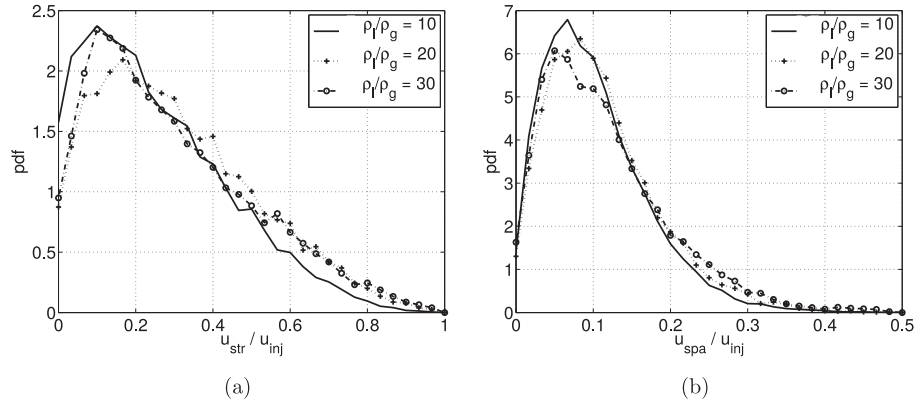 2.5
2
1.5
1
0.5
0
pdf
ρ_l/ρ_g = 10
ρ_l/ρ_g = 20
ρ_l/ρ_g = 30
0 0.2 0.4 0.6 0.8 1
u_str / u_inj
(a)
7
6
5
4
3
2
1
0
pdf
ρ_l/ρ_g = 10
ρ_l/ρ_g = 20
ρ_l/ρ_g = 30
0 0.1 0.2 0.3 0.4 0.5
u_spa / u_inj
(b)